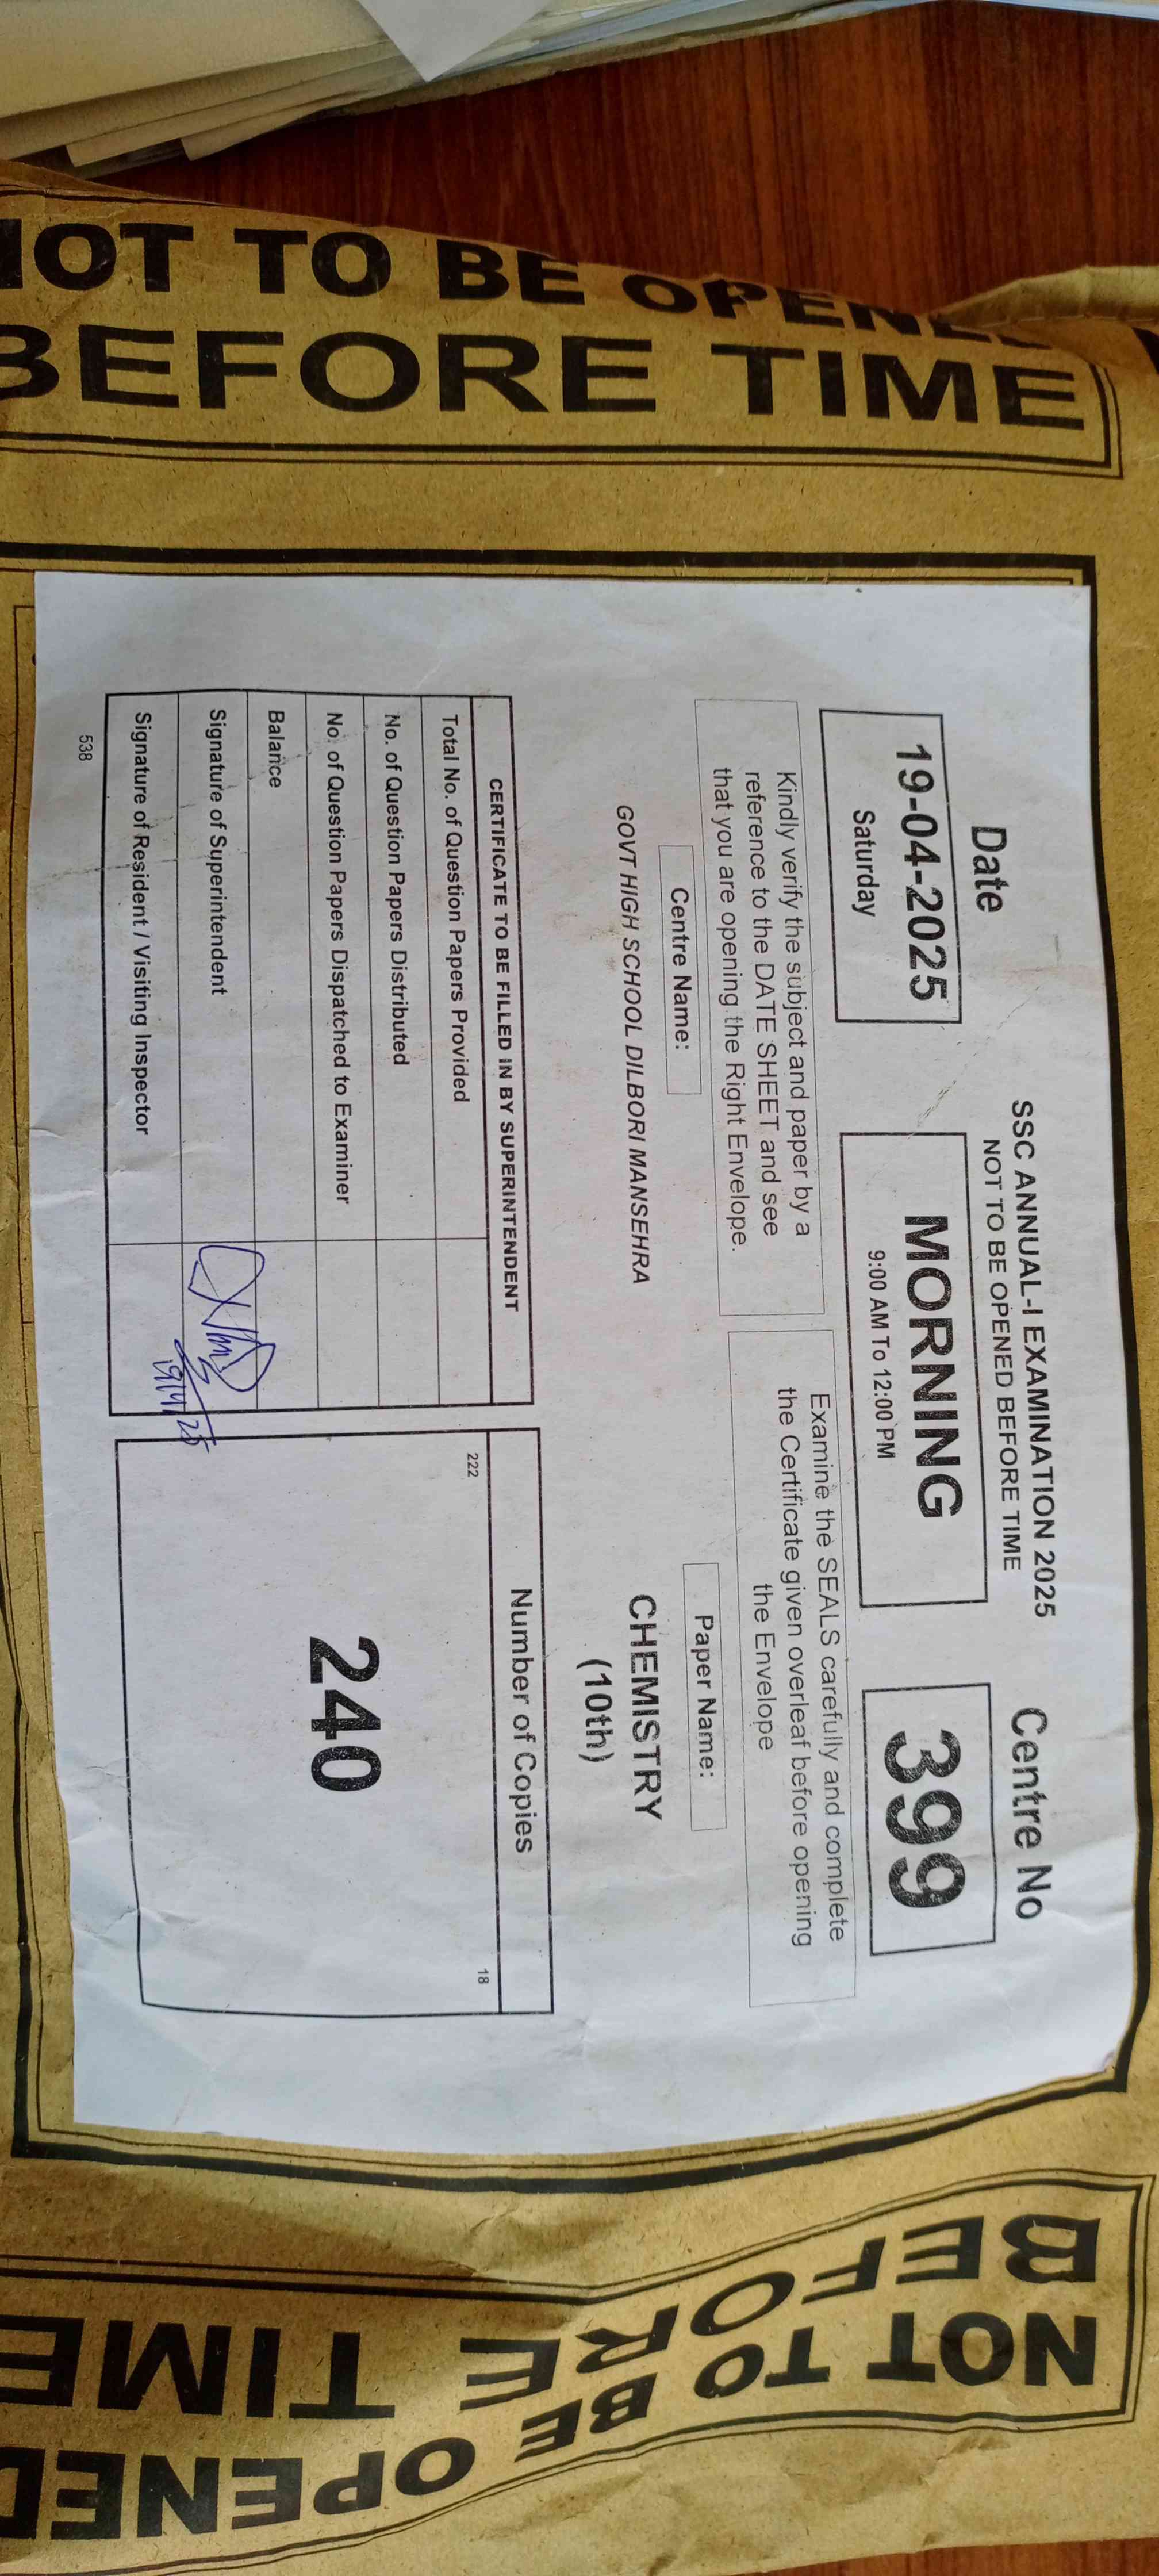 NOT TO BE OPENED
BEFORE TIME
SSC ANNUAL-I EXAMINATION 2025
NOT TO BE OPENED BEFORE TIME
Date
19-04-2025
Saturday
MORNING
9:00 AM To 12:00 PM
Centre No
399
Kindly verify the subject and paper by a
reference to the DATE SHEET and see
that you are opening the Right Envelope.
Examine the SEALS carefully and complete
the Certificate given overleaf before opening
the Envelope
Centre Name:
GOVT HIGH SCHOOL DILBORI MANSEHRA
Paper Name:
CHEMISTRY
(10th)
CERTIFICATE TO BE FILLED IN BY SUPERINTENDENT
Total No. of Question Papers Provided
No. of Question Papers Distributed
No. of Question Papers Dispatched to Examiner
Balance
Signature of Superintendent
Signature of Resident / Visiting Inspector
19/4/25
538
Number of Copies
222
18
240
NOT TO BE OPENED
BEFORE TIME